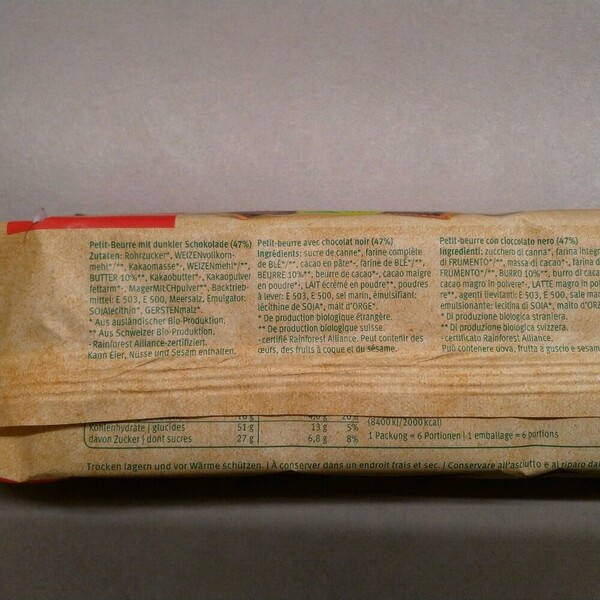 Petit-Beurre mit dunkler Schokolade (47%)
Zutaten: Rohrzucker*, WEIZENvollkorn-
mehl*/**, Kakaomasse*·, WEIZENmehl*/**,
BUTTER 10%**, Kakaobutter*·, Kakaopulver
fettarm*·, MagerMILCHpulver**, Backtrieb-
mittel: E 503, E 500, Meersalz, Emulgator:
SOJAlecithin*, GERSTENmalz*.
* Aus ausländischer Bio-Produktion.
** Aus Schweizer Bio-Produktion.
·Rainforest Alliance-zertifiziert.
Kann Eier, Nüsse und Sesam enthalten.
Petit-beurre avec chocolat noir (47%)
Ingrédients: sucre de canne*, farine complète
de BLÉ*/**, cacao en pâte*·, farine de BLÉ*/**,
BEURRE 10%**, beurre de cacao*·, cacao maigre
en poudre*·, LAIT écrémé en poudre**, poudres
à lever: E 503, E 500, sel marin, émulsifiant:
lécithine de SOJA*, malt d'ORGE*.
* De production biologique étrangère.
** De production biologique suisse.
·certifié Rainforest Alliance. Peut contenir des
œufs, des fruits à coque et du sésame.
Petit-beurre con cioccolato nero (47%)
Ingredienti: zucchero di canna*, farina integr
di FRUMENTO*/**, massa di cacao*·, farina d
FRUMENTO*/**, BURRO 10%**, burro di caca
cacao magro in polvere*·, LATTE magro in pol
re**, agenti lievitanti: E 503, E 500, sale mar
emulsionante: lecitina di SOIA*, malto d'ORZ
* Di produzione biologica straniera.
** Di produzione biologica svizzera.
·certificato Rainforest Alliance.
Può contenere uova, frutta a guscio e sesam
(8400 kJ/2000 kcal)
Kohlenhydrate | glucides 51 g 13 g 5%
davon Zucker | dont sucres 27 g 6,8 g 8%
1 Packung = 6 Portionen | 1 emballage = 6 portions
Trocken lagern und vor Wärme schützen. | À conserver dans un endroit frais et sec. | Conservare all'asciutto e al riparo dal